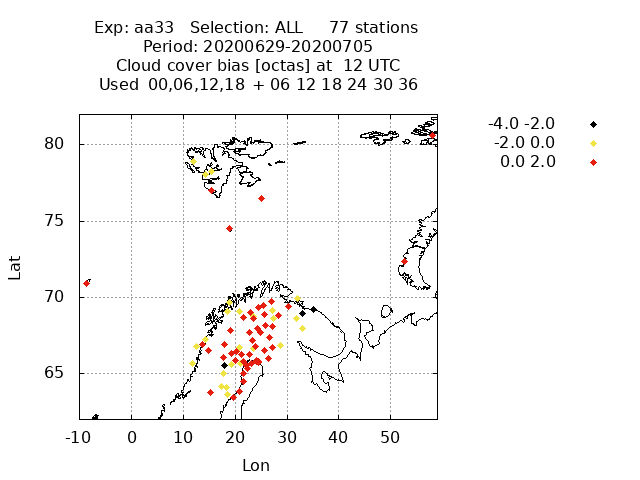 Exp: aa33 Selection: ALL 77 stations
Period: 20200629-20200705
Cloud cover bias [octas] at 12 UTC
Used 00,06,12,18 + 06 12 18 24 30 36
-4.0 -2.0
-2.0 0.0
0.0 2.0
80
75
70
65
Lat
-10 0 10 20 30 40 50
Lon